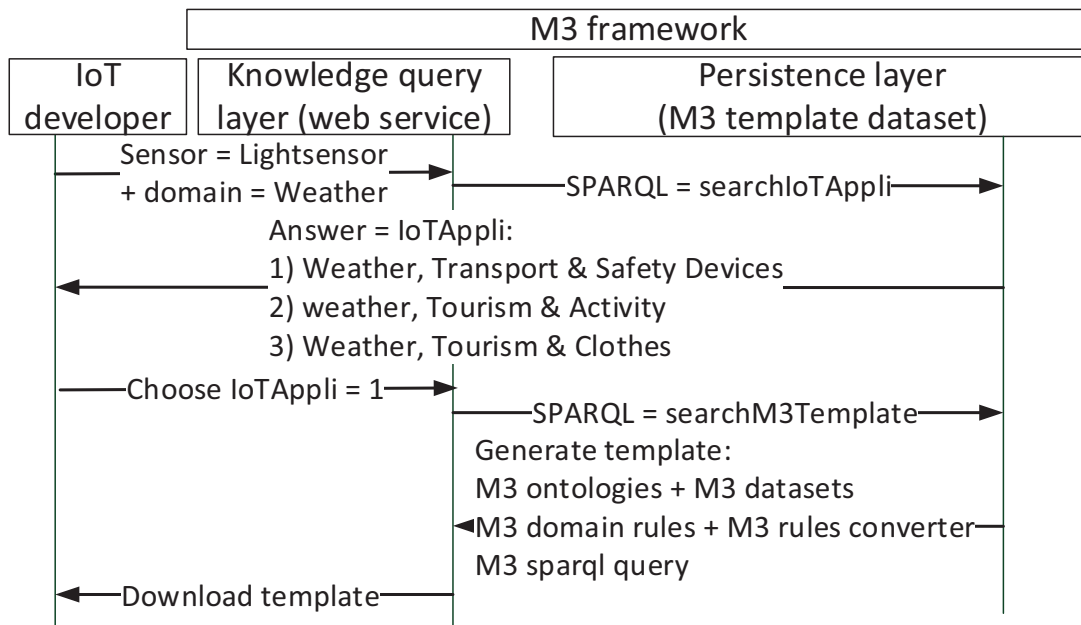 M3 framework
IoT
developer
Knowledge query
layer (web service)
Persistence layer
(M3 template dataset)
Sensor = Lightsensor
+ domain = Weather
SPARQL = searchIoTAppli
Answer = IoTAppli:
1) Weather, Transport & Safety Devices
2) weather, Tourism & Activity
3) Weather, Tourism & Clothes
Choose IoTAppli = 1
SPARQL = searchM3Template
Generate template:
M3 ontologies + M3 datasets
M3 domain rules + M3 rules converter
M3 sparql query
Download template